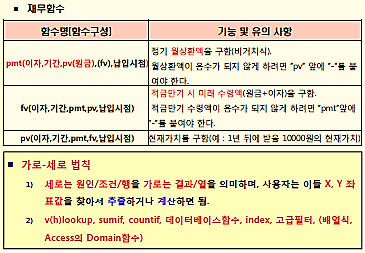 ▪ 재무함수
함수명(함수구성) 기능 및 유의 사항
pmt(이자,기간,pv(원금),(fv),납입시점)
정기 월상환액을 구함(비거치식).
월상환액이 음수가 되지 않게 하려면 "pv" 앞에 "-"를 붙
여야 한다.
fv(이자,기간,pmt,pv,납입시점)
적금만기 시 미래 수령액(원금+이자)을 구함.
적금만기 수령액이 음수가 되지 않게 하려면 "pmt"앞에
"-"를 붙여야 한다.
pv(이자,기간,pmt,fv,납입시점) 현재가치를 구함(예 : 1년 뒤에 받을 10000원의 현재가치)
▪ 가로-세로 법칙
1) 세로는 원인/조건/행을 가로는 결과/열을 의미하며, 사용자는 이들 X, Y 좌
표값을 찾아서 추출하거나 계산하면 됨.
2) v(h)lookup, sumif, countif, 데이터베이스함수, index, 고급필터, (배열식,
Access의 Domain함수)